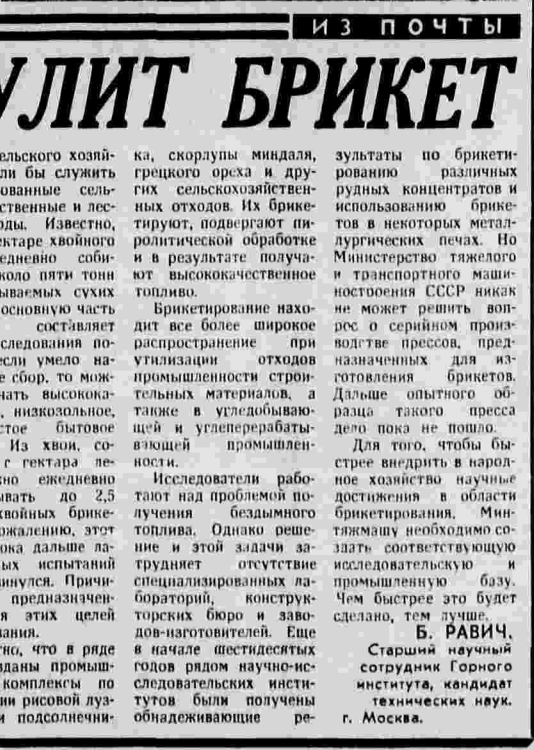 ИЗ ПОЧТЫ
УЛИТ БРИКЕТ
ельского хозяй-
ли бы служить
ованные сель-
ственные и лес-
оды. Известно,
ектаре хвойного
едневно соби-
коло пяти тонн
ываемых сухих
основную часть
составляет
следования по-
если умело на-
е сбор, то мож-
чать высокока-
, низкозольное,
стое бытовое
Из хвои, со-
с гектара ле-
жно ежедневно
ывать до 2,5
хвойных брике-
ожалению, этот
ока дальше ла-
ых испытаний
винулся. Причи-
предназначен-
я этих целей
вания.
тно, что в ряде
зданы промыш-
комплексы по
ии рисовой луз-
и подсолнечни-
ка, скорлупы миндаля,
грецкого ореха и дру-
гих сельскохозяйствен-
ных отходов. Их брике-
тируют, подвергают пи-
ролитической обработке
и в результате получа-
ют высококачественное
топливо.
Брикетирование нахо-
дит все более широкое
распространение при
утилизации отходов
промышленности строи-
тельных материалов, а
также в угледобываю-
щей и углеперерабаты-
вающей промышлен-
ности.
Исследователи рабо-
тают над проблемой по-
лучения бездымного
топлива. Однако реше-
ние и этой задачи за-
трудняет отсутствие
специализированных ла-
бораторий, конструк-
торских бюро и заво-
дов-изготовителей. Еще
в начале шестидесятых
годов рядом научно-ис-
следовательских инсти-
тутов были получены
обнадеживающие ре-
зультаты по брикети-
рованию различных
рудных концентратов и
использованию брике-
тов в некоторых метал-
лургических печах. Но
Министерство тяжелого
и транспортного маши-
ностроения СССР никак
не может решить воп-
рос о серийном произ-
водстве прессов, пред-
назначенных для из-
готовления брикетов.
Дальше опытного об-
разца такого пресса
дело пока не пошло.
Для того, чтобы бы-
стрее внедрить в народ-
ное хозяйство научные
достижения в области
брикетирования, Мин-
тяжмашу необходимо со-
здать соответствующую
исследовательскую и
промышленную базу.
Чем быстрее это будет
сделано, тем лучше.
Б. РАВИЧ.
Старший научный
сотрудник Горного
института, кандидат
технических наук.
г. Москва.